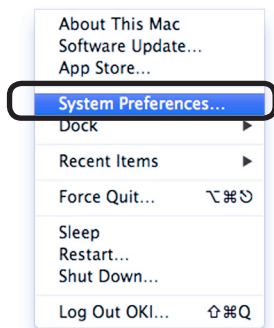 About This Mac
Software Update...
App Store...
System Preferences...
Dock ▶
Recent Items ▶
Force Quit... ⌥⌘⎋
Sleep
Restart...
Shut Down...
Log Out OKI... ⇧⌘Q